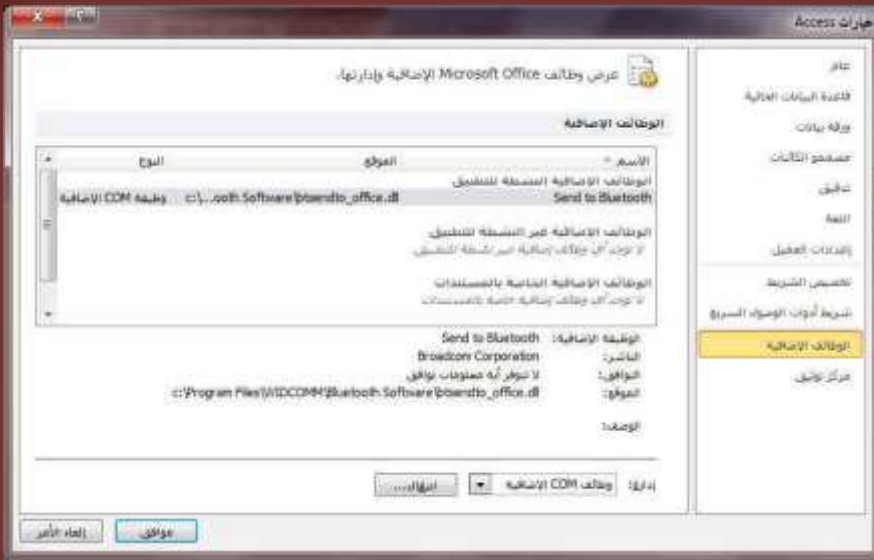 خيارات Access
عام
قاعدة البيانات الحالية
ورقة بيانات
مصممو الكائنات
تدقيق
اللغة
إعدادات العميل
تخصيص الشريط
شريط أدوات الوصول السريع
الوظائف الإضافية
مركز توثيق
عرض وظائف Microsoft Office الإضافية وإدارتها.
الوظائف الإضافية
الاسم الموقع النوع
الوظائف الإضافية النشطة للتطبيق
Send to Bluetooth c:\...ooth Software\btsendto_office.dll وظيفة COM الإضافية
الوظائف الإضافية غير النشطة للتطبيق
لا توجد أي وظائف إضافية غير نشطة للتطبيق
الوظائف الإضافية الخاصة بالمستندات
لا توجد أي وظائف إضافية خاصة بالمستندات
الوظيفة الإضافية: Send to Bluetooth
الناشر: Broadcom Corporation
التوافق: لا تتوفر أية معلومات توافق
الموقع: c:\Program Files\WIDCOMM\Bluetooth Software\btsendto_office.dll
الوصف:
إدارة: وظائف COM الإضافية انتقال...
موافق إلغاء الأمر